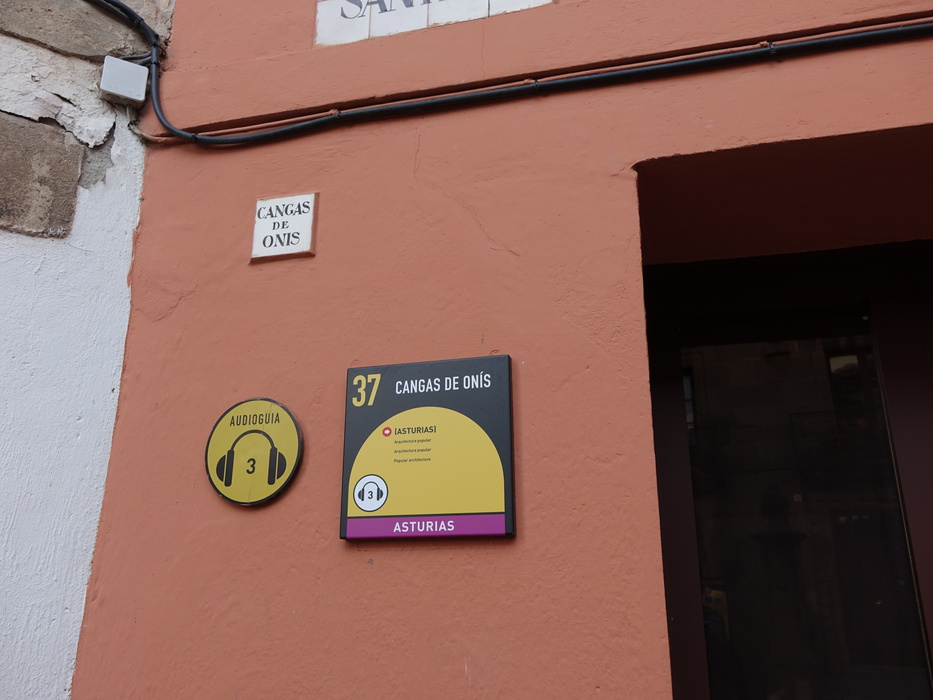 CANGAS
DE
ONIS
37 CANGAS DE ONÍS
(ASTURIAS)
Arquitectura popular
Arquitectura popular
Popular architecture
3
ASTURIAS
AUDIOGUIA
3